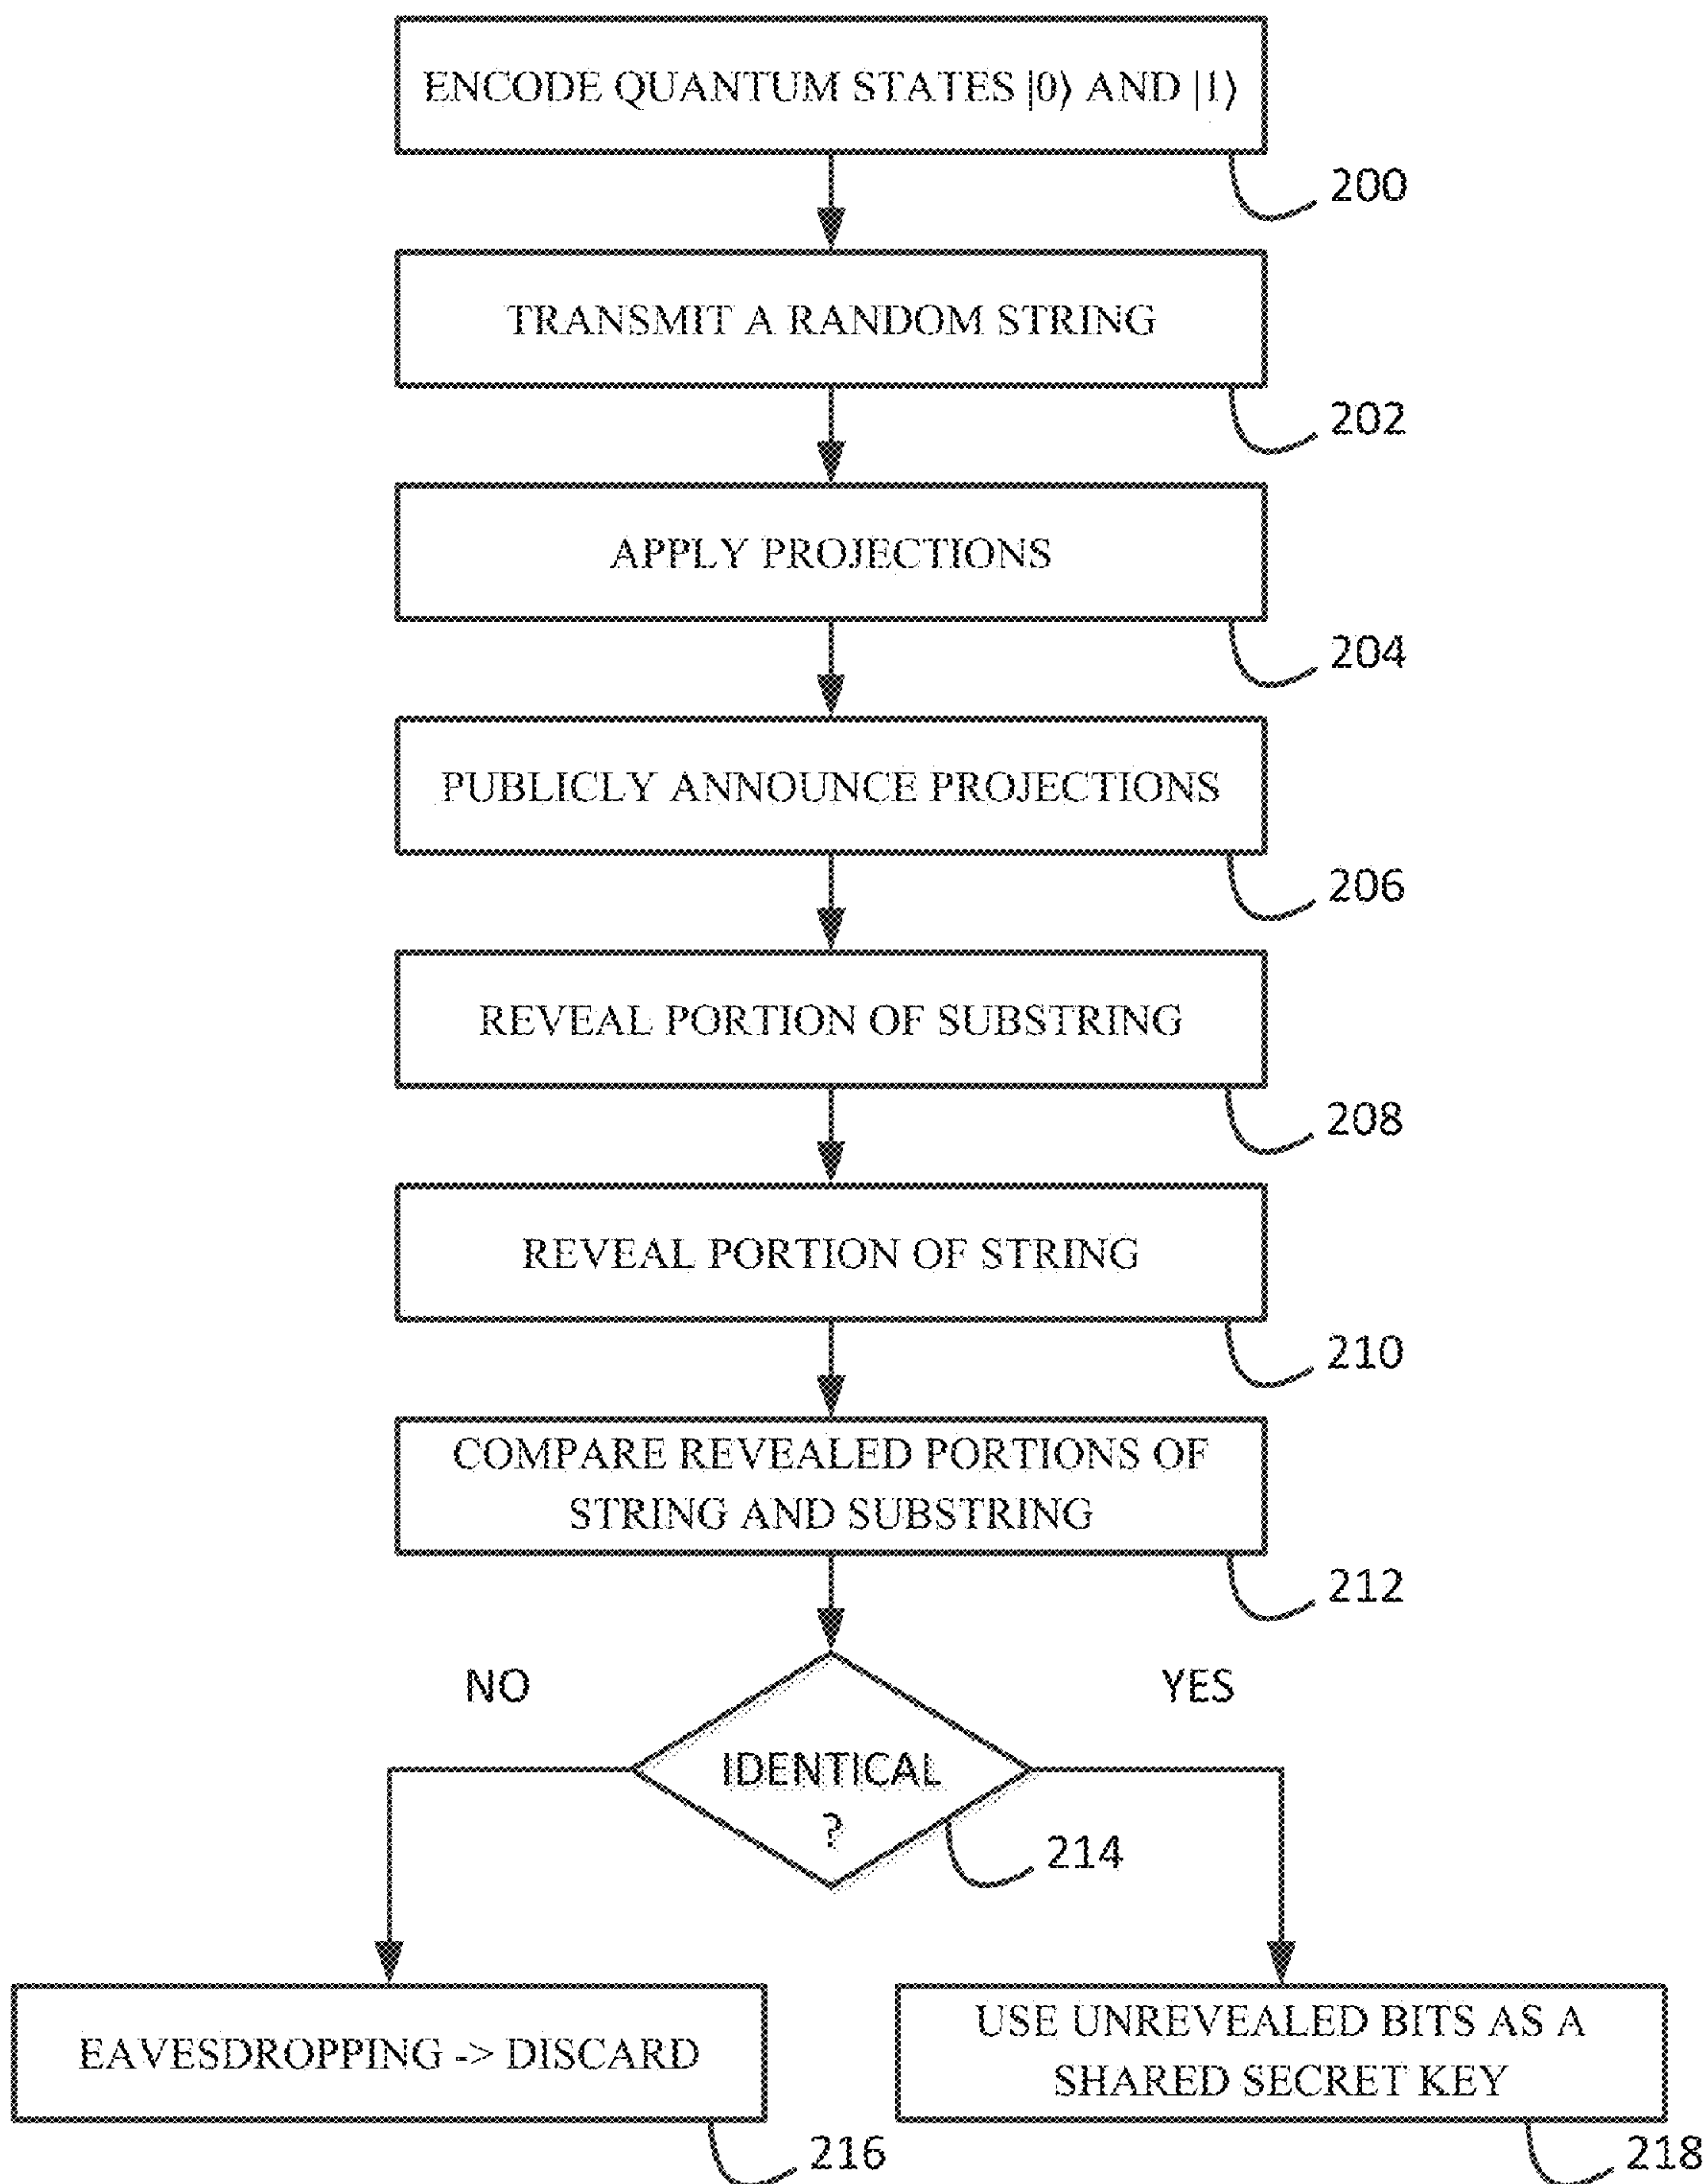 ENCODE QUANTUM STATES |0⟩ AND |1⟩
200
TRANSMIT A RANDOM STRING
202
APPLY PROJECTIONS
204
PUBLICLY ANNOUNCE PROJECTIONS
206
REVEAL PORTION OF SUBSTRING
208
REVEAL PORTION OF STRING
210
COMPARE REVEALED PORTIONS OF
STRING AND SUBSTRING
212
NO
YES
IDENTICAL
?
214
EAVESDROPPING -> DISCARD
216
USE UNREVEALED BITS AS A
SHARED SECRET KEY
218